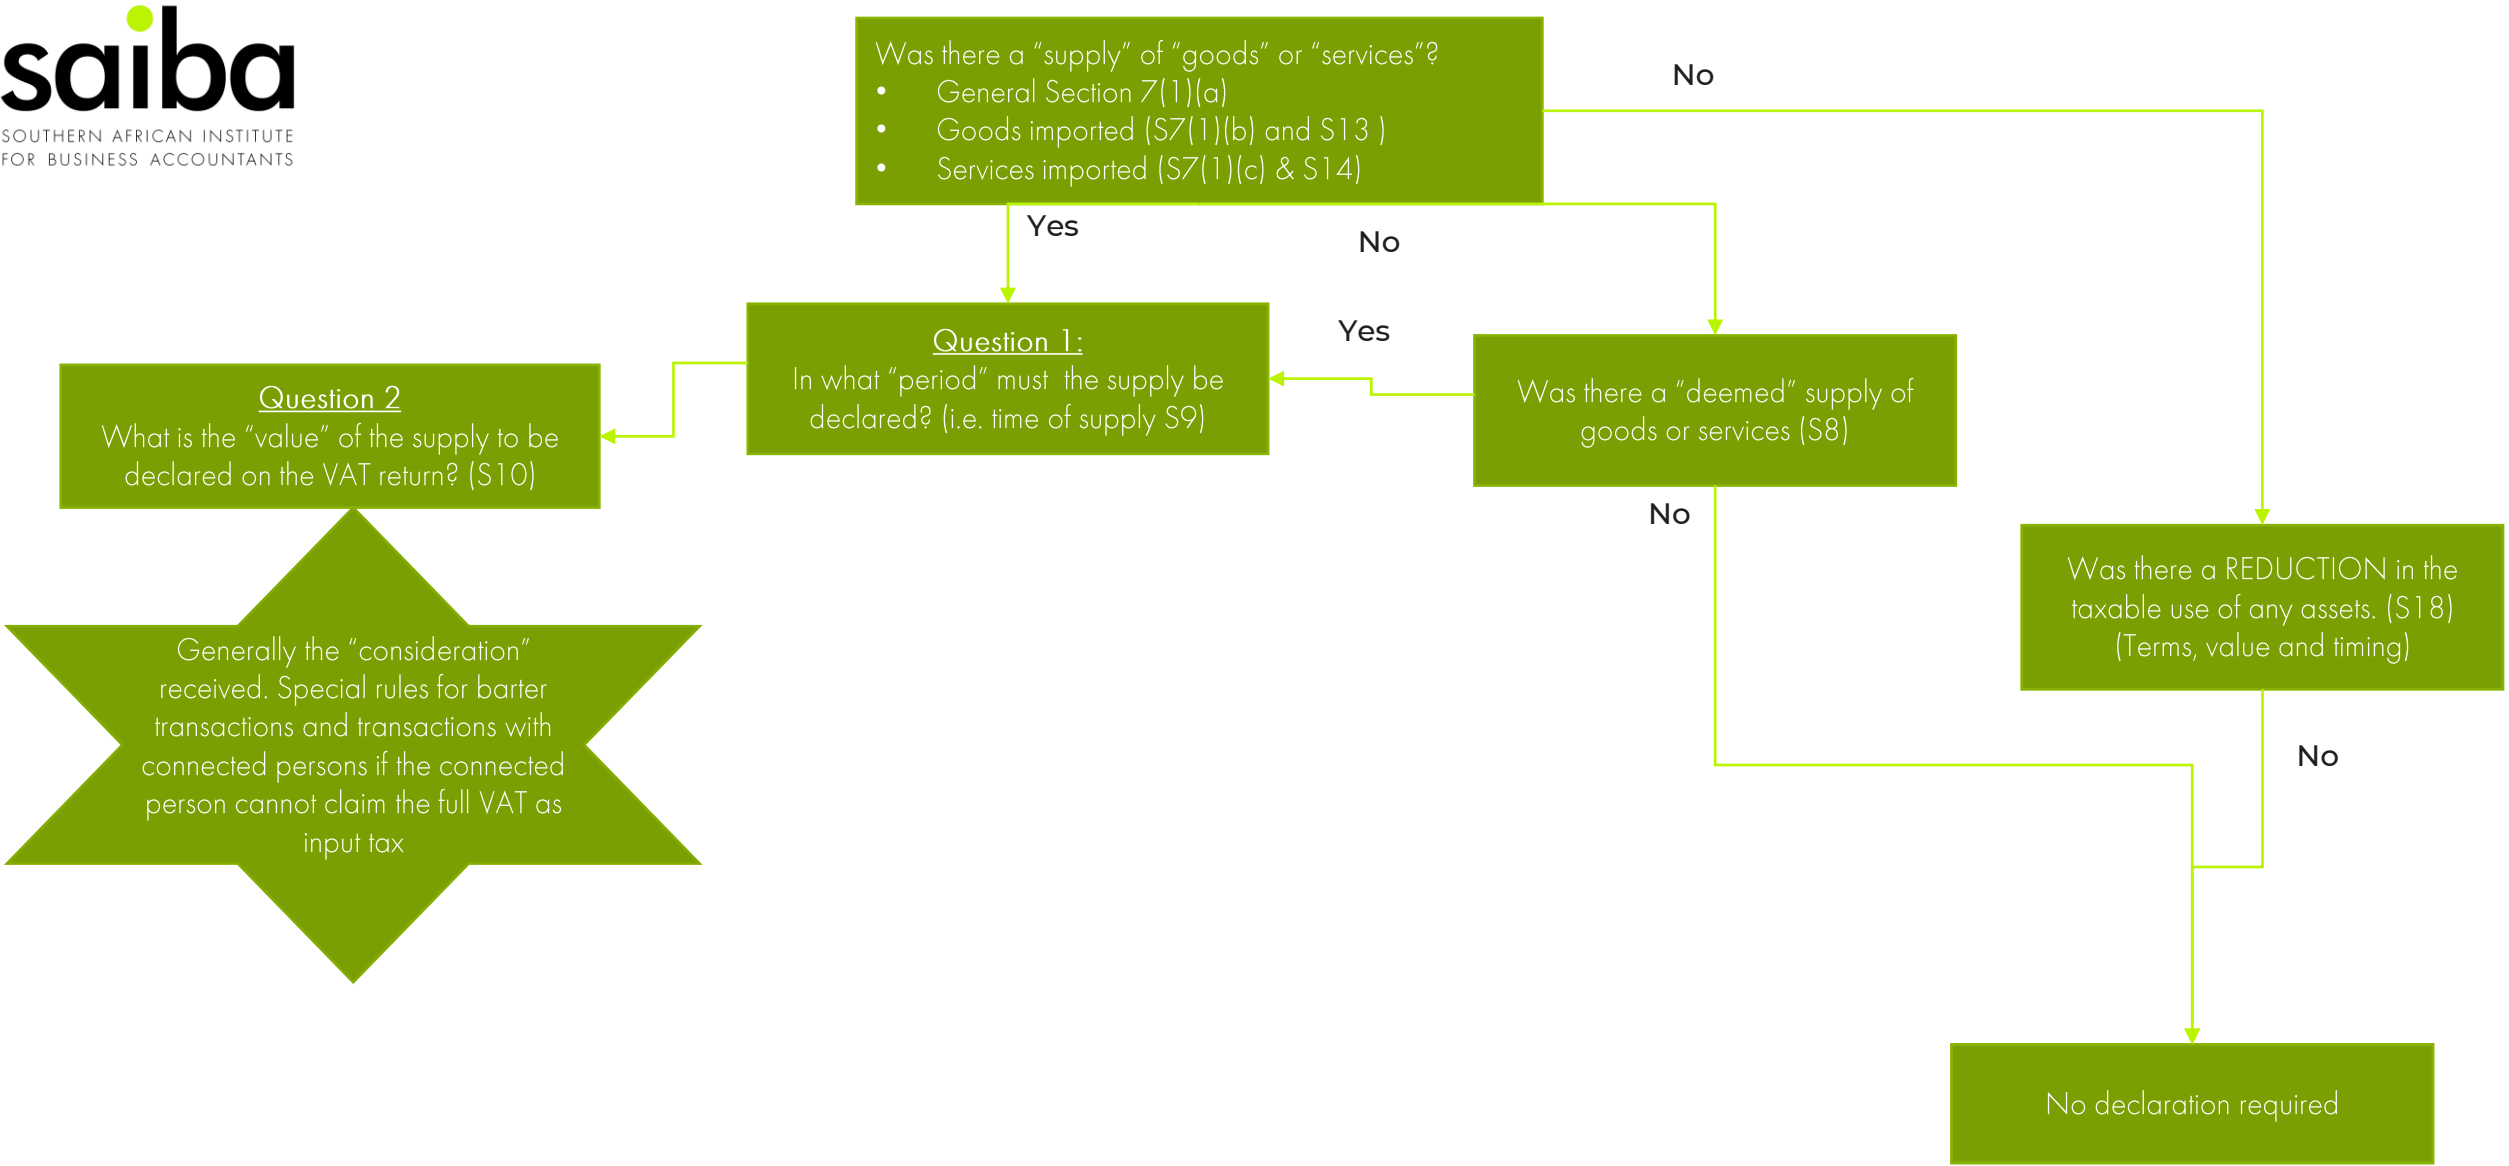 saiba
SOUTHERN AFRICAN INSTITUTE
FOR BUSINESS ACCOUNTANTS
Was there a “supply” of “goods” or “services”?
• General Section 7(1)(a)
• Goods imported (S7(1)(b) and S13 )
• Services imported (S7(1)(c) & S14)
No
Yes
No
Question 1:
In what “period” must the supply be
declared? (i.e. time of supply S9)
Yes
Was there a “deemed” supply of
goods or services (S8)
Question 2
What is the “value” of the supply to be
declared on the VAT return? (S10)
No
Was there a REDUCTION in the
taxable use of any assets. (S18)
(Terms, value and timing)
Generally the “consideration”
received. Special rules for barter
transactions and transactions with
connected persons if the connected
person cannot claim the full VAT as
input tax
No
No declaration required